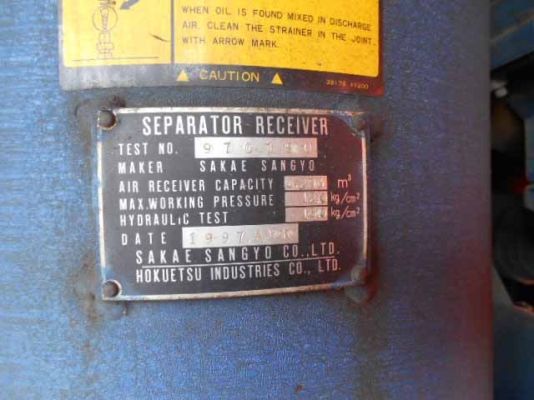 WHEN OIL IS FOUND MIXED IN DISCHARGE
AIR, CLEAN THE STRAINER IN THE JOINT
WITH ARROW MARK.
CAUTION
SEPARATOR RECEIVER
TEST NO.
MAKER SAKAE SANGYO
AIR RECEIVER CAPACITY m³
MAX.WORKING PRESSURE kg/cm²
HYDRAULIC TEST kg/cm²
DATE 1997.
SAKAE SANGYO CO.,LTD.
HOKUETSU INDUSTRIES CO., LTD.